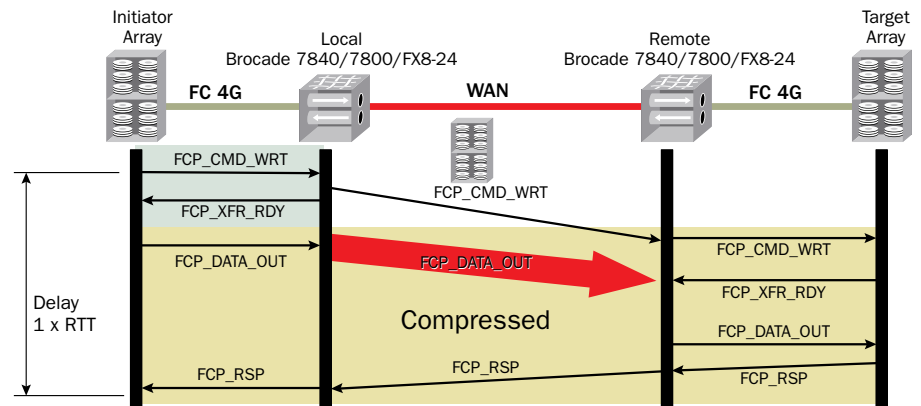 Initiator
Array
Local
Brocade 7840/7800/FX8-24
Remote
Brocade 7840/7800/FX8-24
Target
Array
FC 4G
WAN
FC 4G
FCP_CMD_WRT
FCP_CMD_WRT
FCP_XFR_RDY
FCP_CMD_WRT
FCP_DATA_OUT
FCP_DATA_OUT
FCP_XFR_RDY
Delay
1 x RTT
Compressed
FCP_DATA_OUT
FCP_RSP
FCP_RSP
FCP_RSP